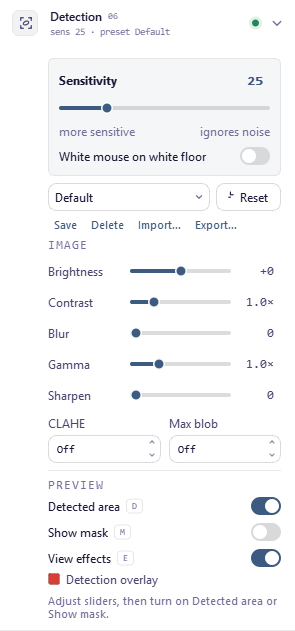 Detection 06
sens 25 · preset Default
Sensitivity 25
more sensitive ignores noise
White mouse on white floor
Default Reset
Save Delete Import... Export...
IMAGE
Brightness +0
Contrast 1.0×
Blur 0
Gamma 1.0×
Sharpen 0
CLAHE Max blob
Off Off
PREVIEW
Detected area D
Show mask M
View effects E
Detection overlay
Adjust sliders, then turn on Detected area or
Show mask.